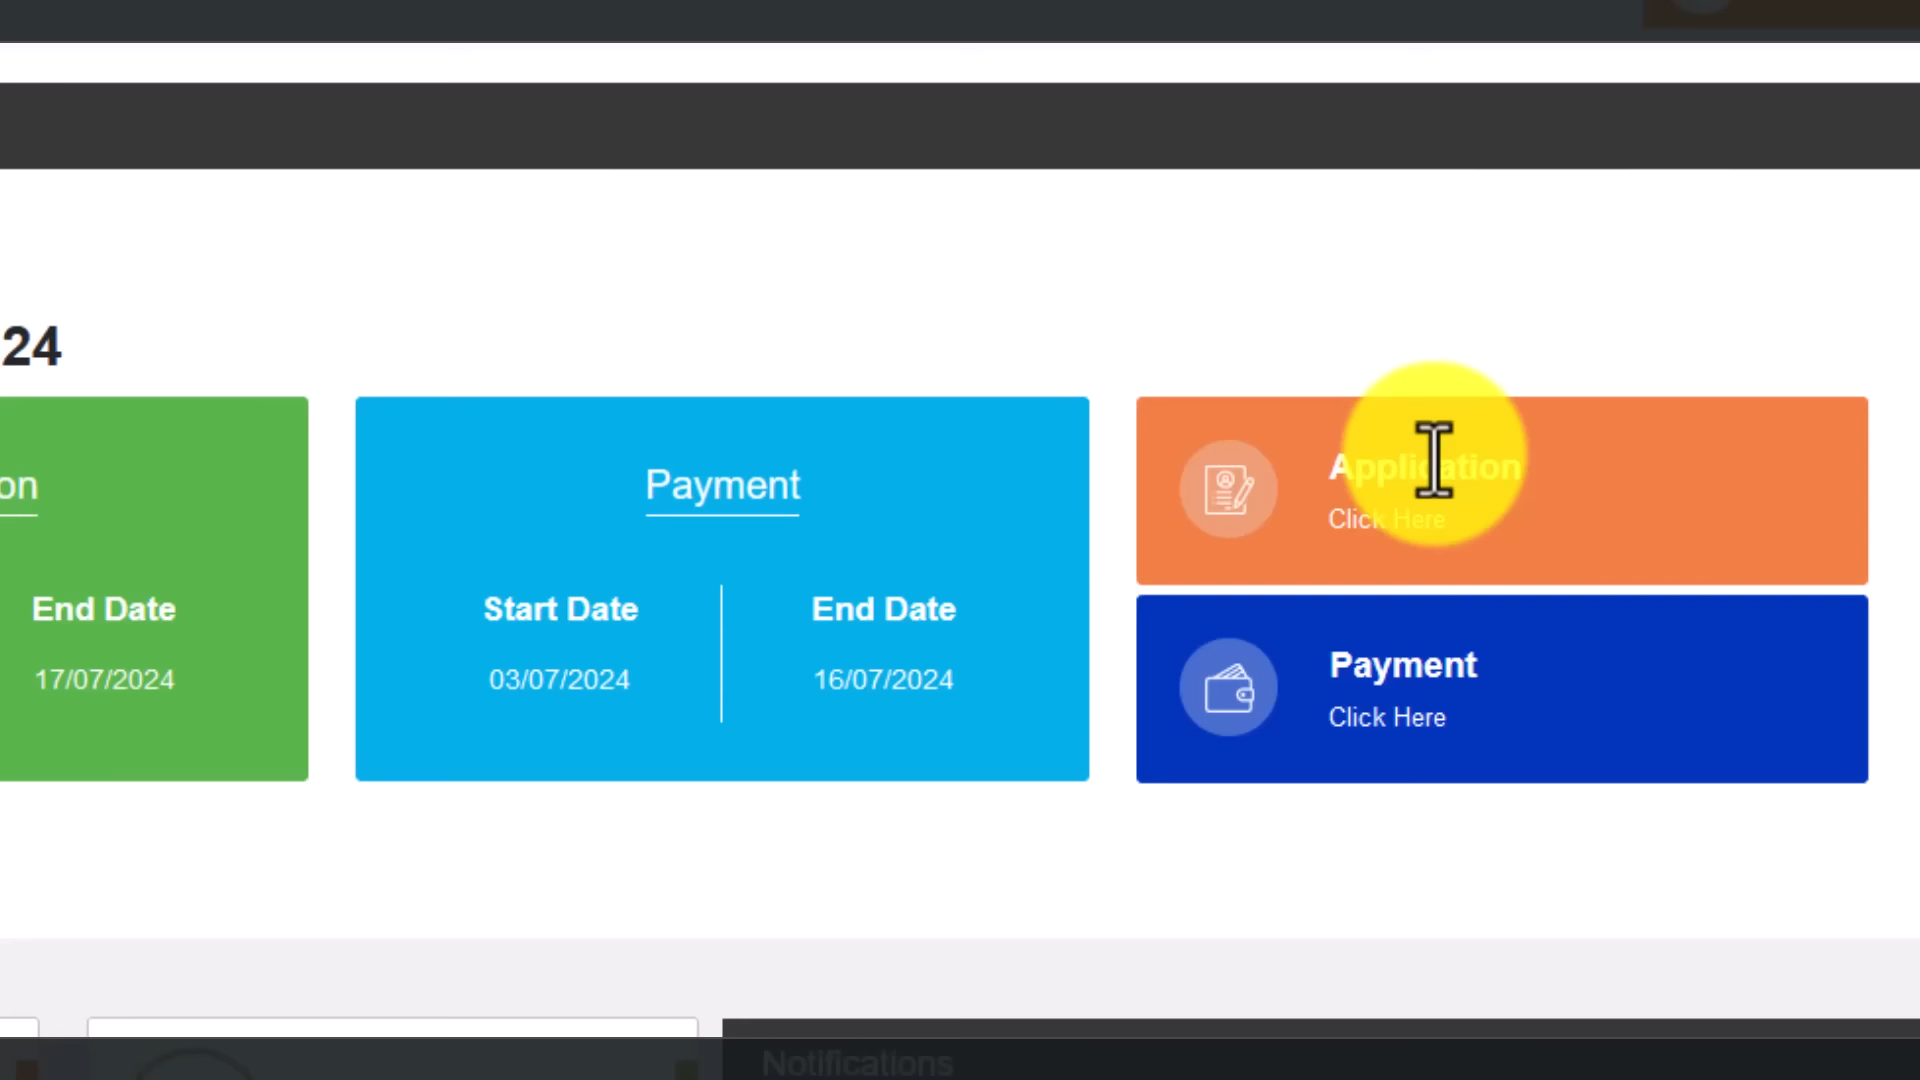 24
on
End Date
17/07/2024
Payment
Start Date
End Date
03/07/2024
16/07/2024
Application
Click Here
Payment
Click Here
Notifications